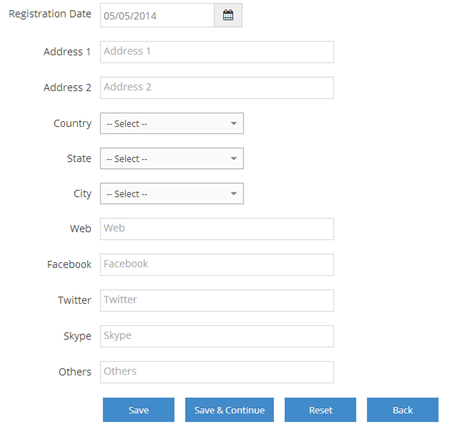 Registration Date 05/05/2014
Address 1 Address 1
Address 2 Address 2
Country -- Select --
State -- Select --
City -- Select --
Web Web
Facebook Facebook
Twitter Twitter
Skype Skype
Others Others
Save Save & Continue Reset Back